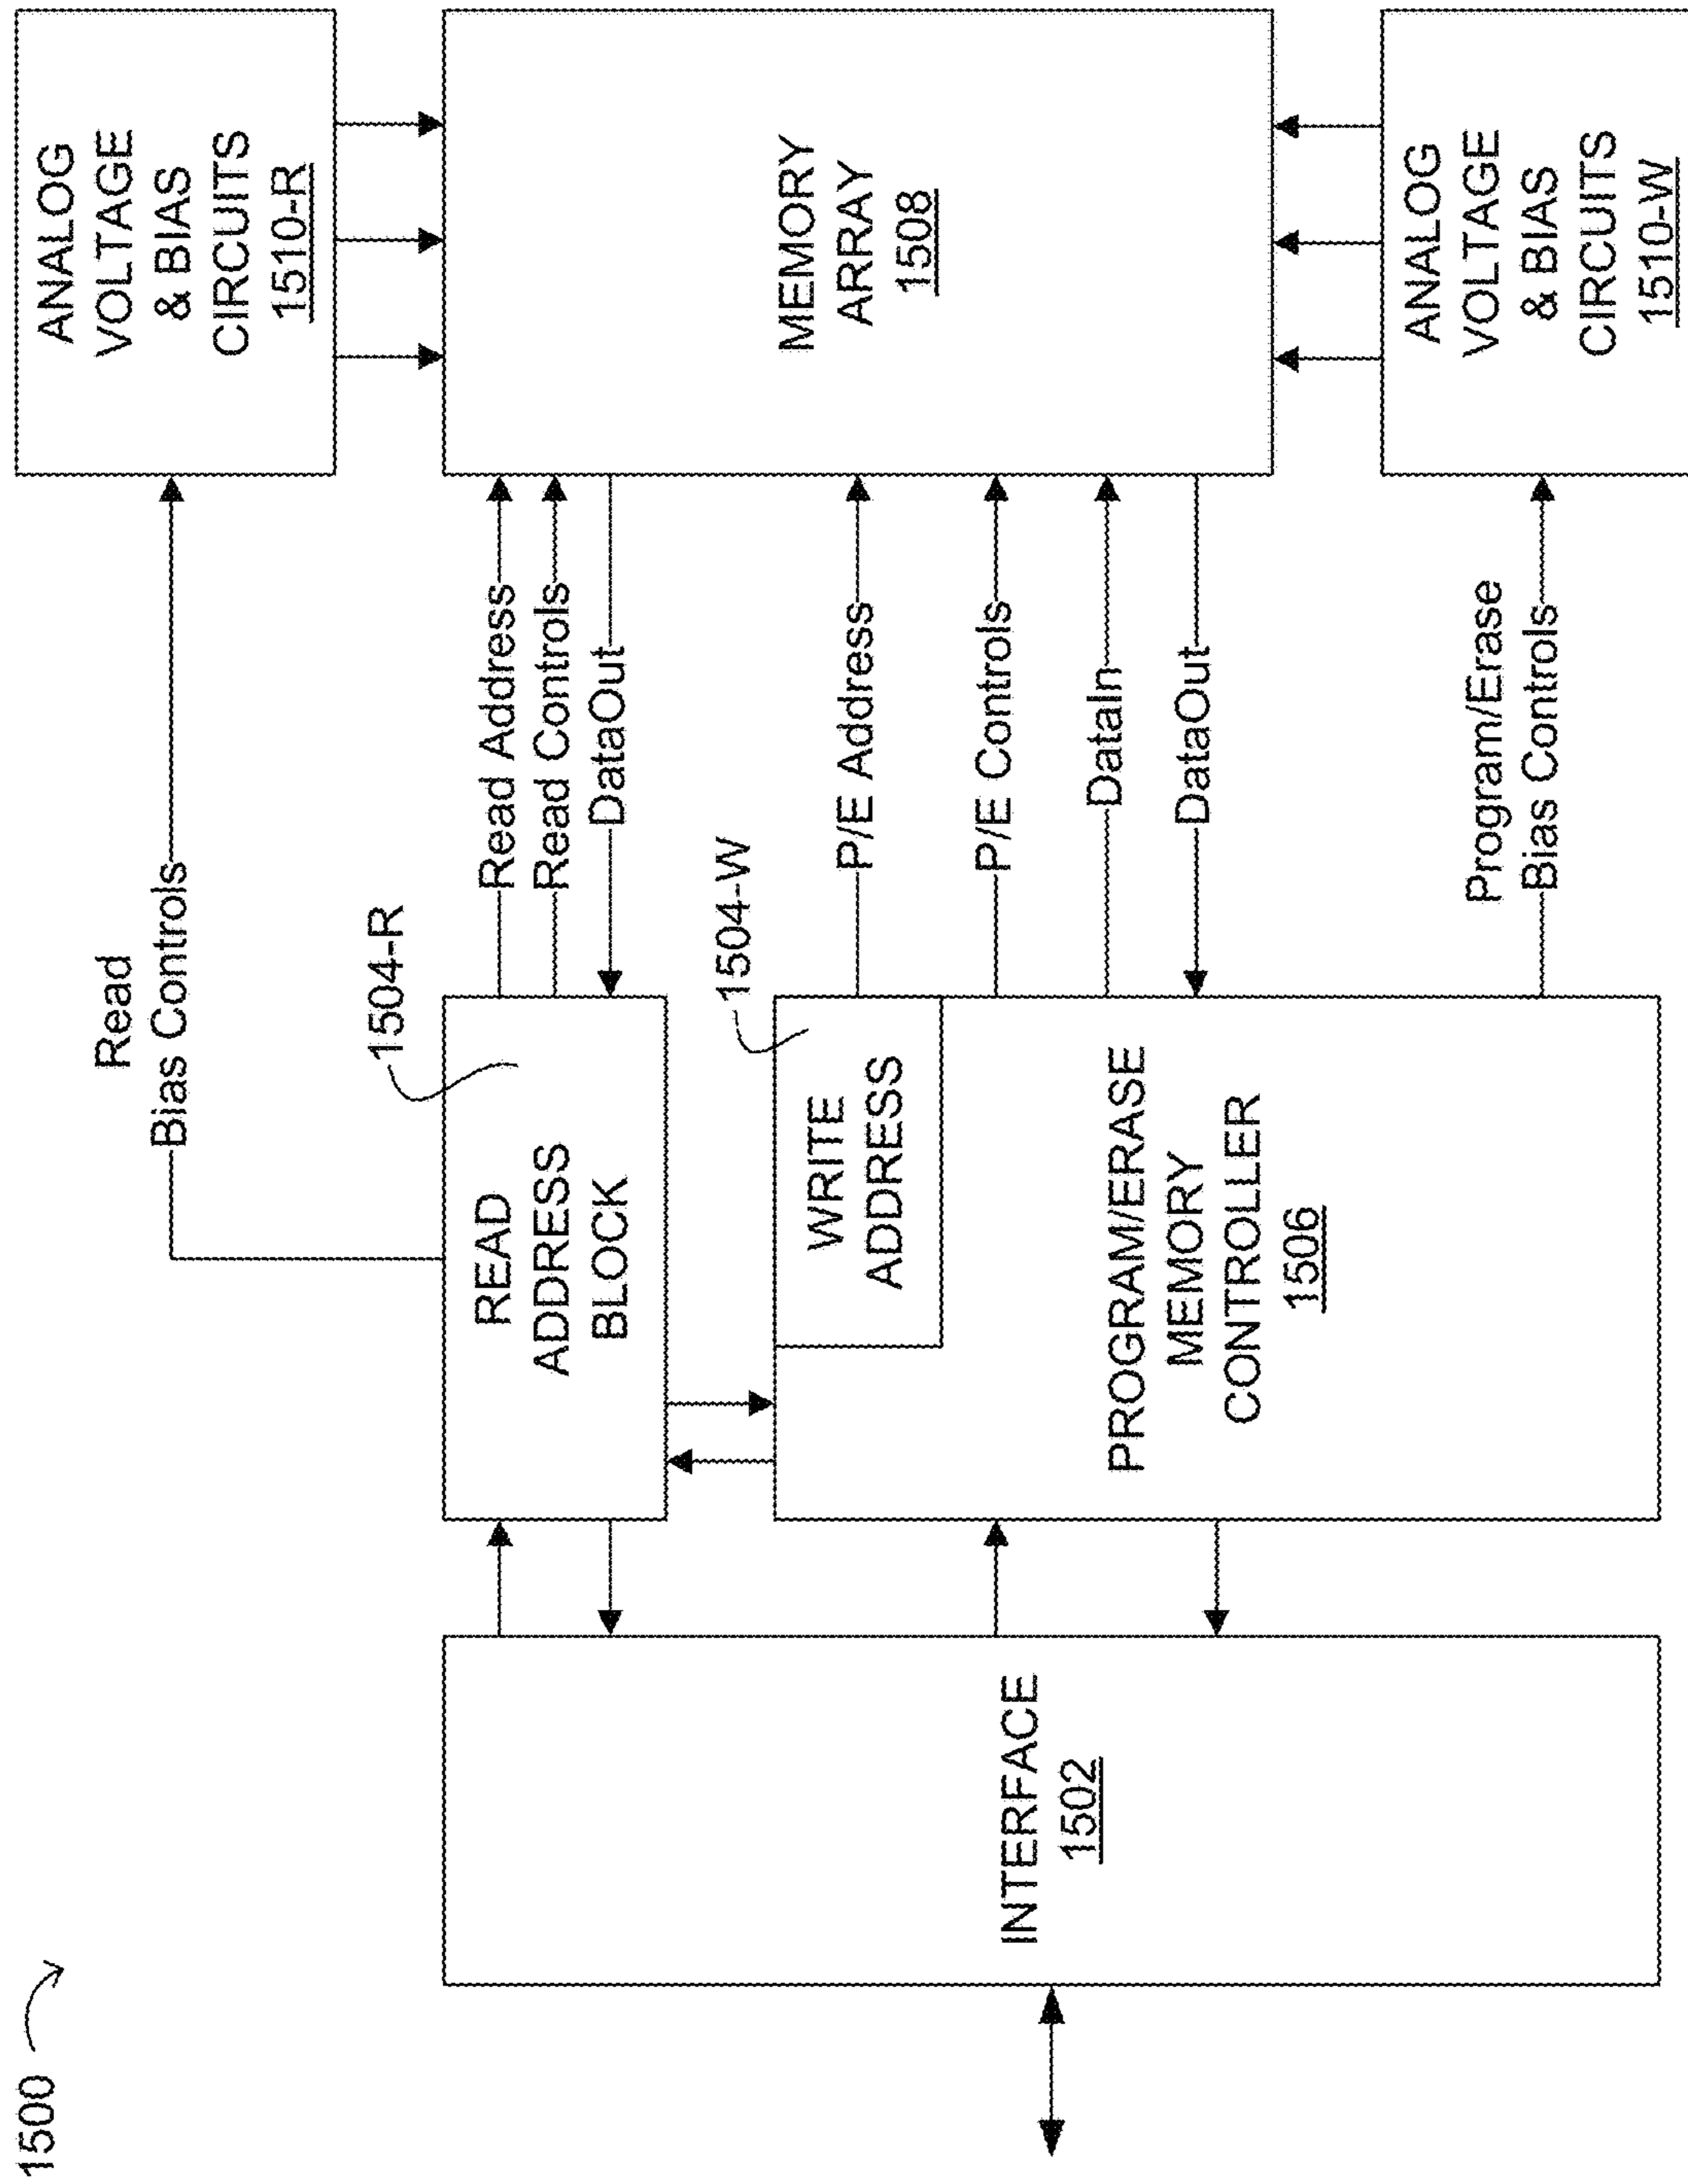 1500
Read
Bias Controls
ANALOG
VOLTAGE
& BIAS
CIRCUITS
1510-R
1504-R
READ
ADDRESS
BLOCK
Read Address
Read Controls
DataOut
1504-W
WRITE
ADDRESS
PROGRAM/ERASE
MEMORY
CONTROLLER
1506
P/E Address
P/E Controls
DataIn
DataOut
Program/Erase
Bias Controls
INTERFACE
1502
MEMORY
ARRAY
1508
ANALOG
VOLTAGE
& BIAS
CIRCUITS
1510-W